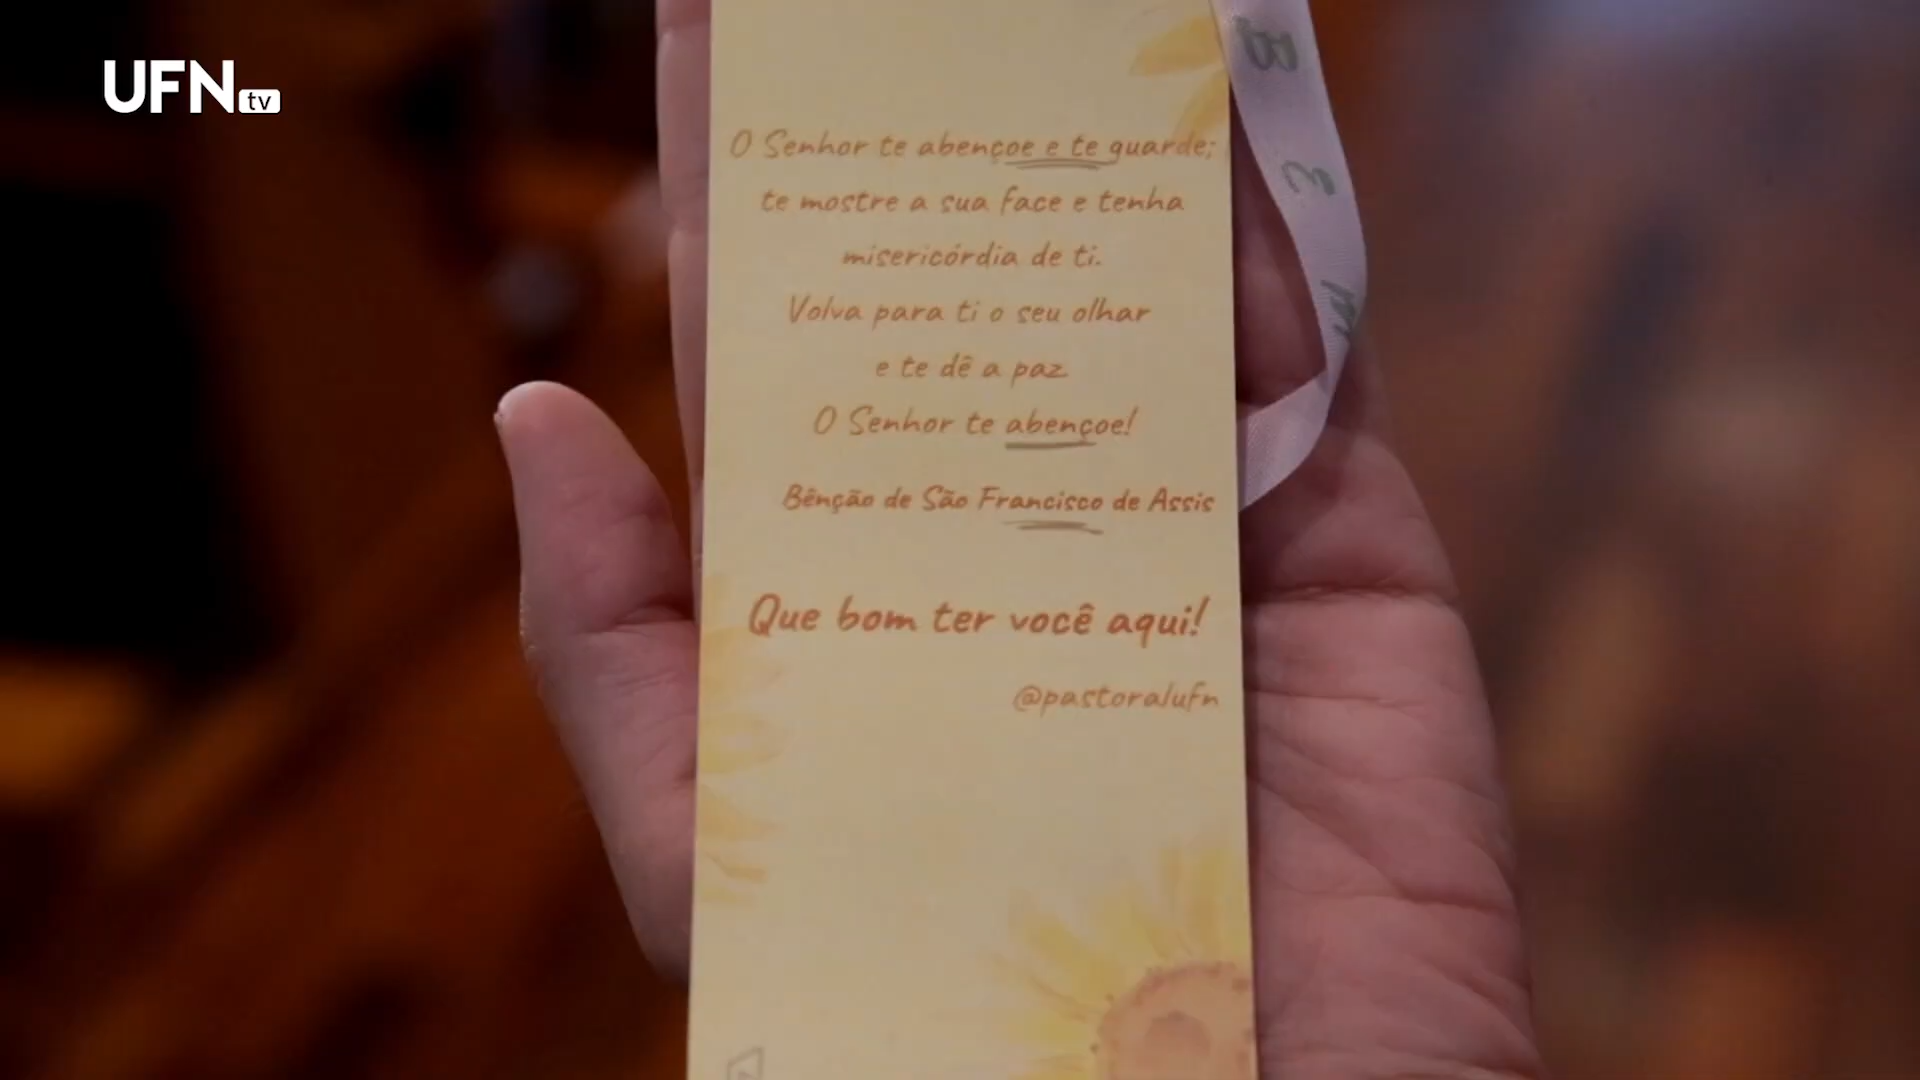 UFN tv
O Senhor te abençoe e te guarde;
te mostre a sua face e tenha
misericórdia de ti.
Volva para ti o seu olhar
e te dê a paz
O Senhor te abençoe!
Bênção de São Francisco de Assis
Que bom ter você aqui!
@pastoralufn